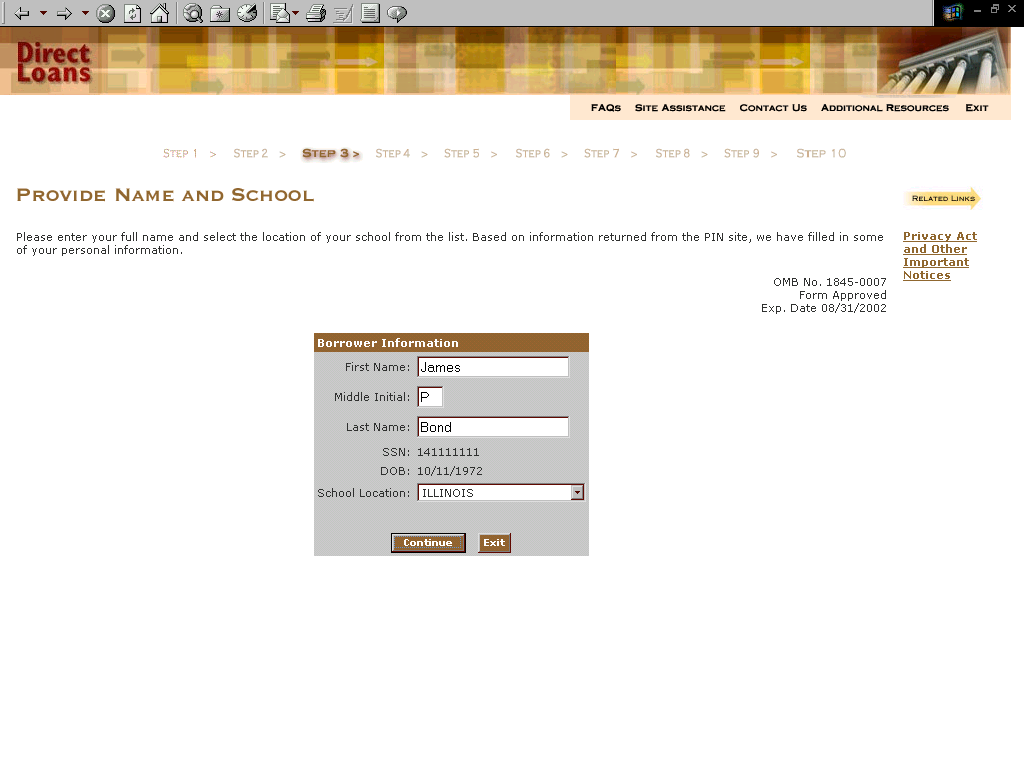 Direct
Loans
FAQs Site Assistance Contact Us Additional Resources Exit
Step 1 > Step 2 > Step 3 > Step 4 > Step 5 > Step 6 > Step 7 > Step 8 > Step 9 > Step 10
Provide Name and School
Related Links
Please enter your full name and select the location of your school from the list. Based on information returned from the PIN site, we have filled in some
of your personal information.
Privacy Act
and Other
Important
Notices
OMB No. 1845-0007
Form Approved
Exp. Date 08/31/2002
Borrower Information
First Name: James
Middle Initial: P
Last Name: Bond
SSN: 141111111
DOB: 10/11/1972
School Location: ILLINOIS
Continue Exit